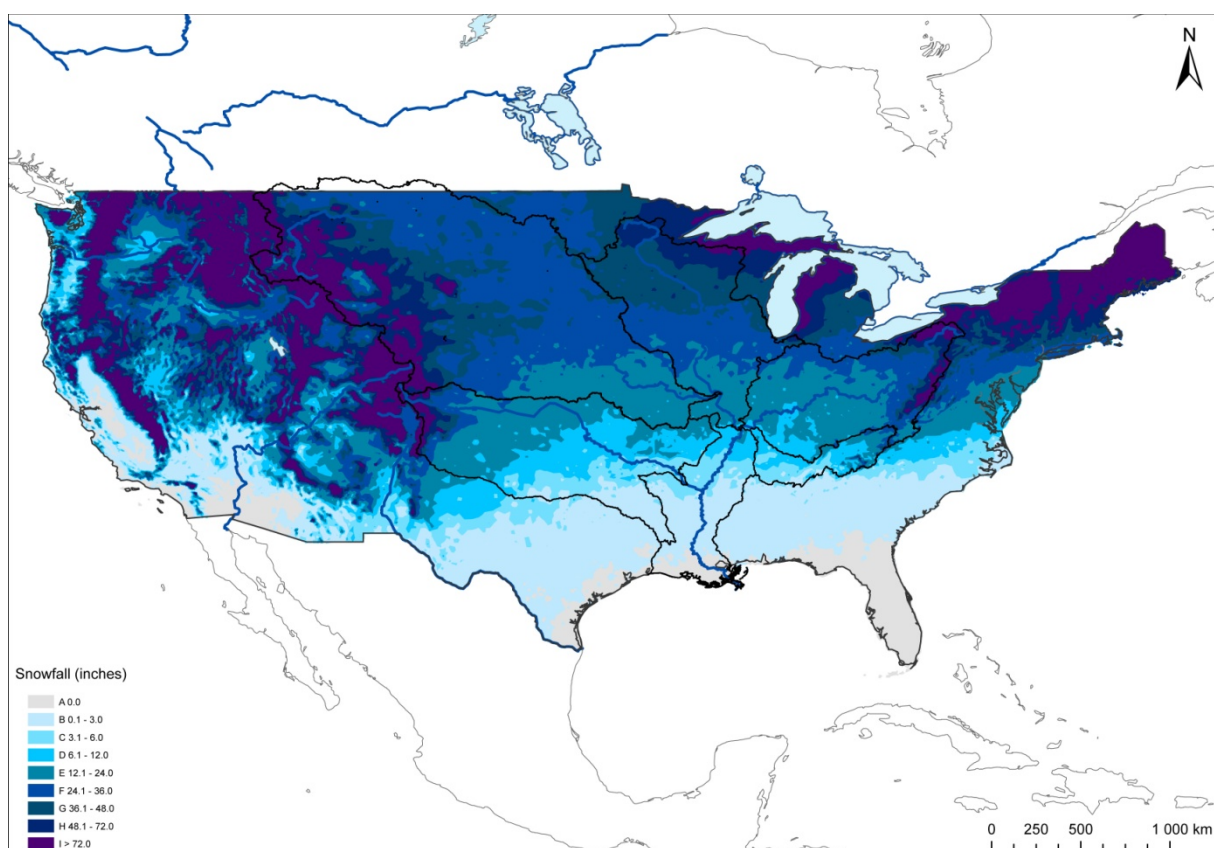 N
Snowfall (inches)
A 0.0
B 0.1 - 3.0
C 3.1 - 6.0
D 6.1 - 12.0
E 12.1 - 24.0
F 24.1 - 36.0
G 36.1 - 48.0
H 48.1 - 72.0
I > 72.0
0 250 500 1 000 km